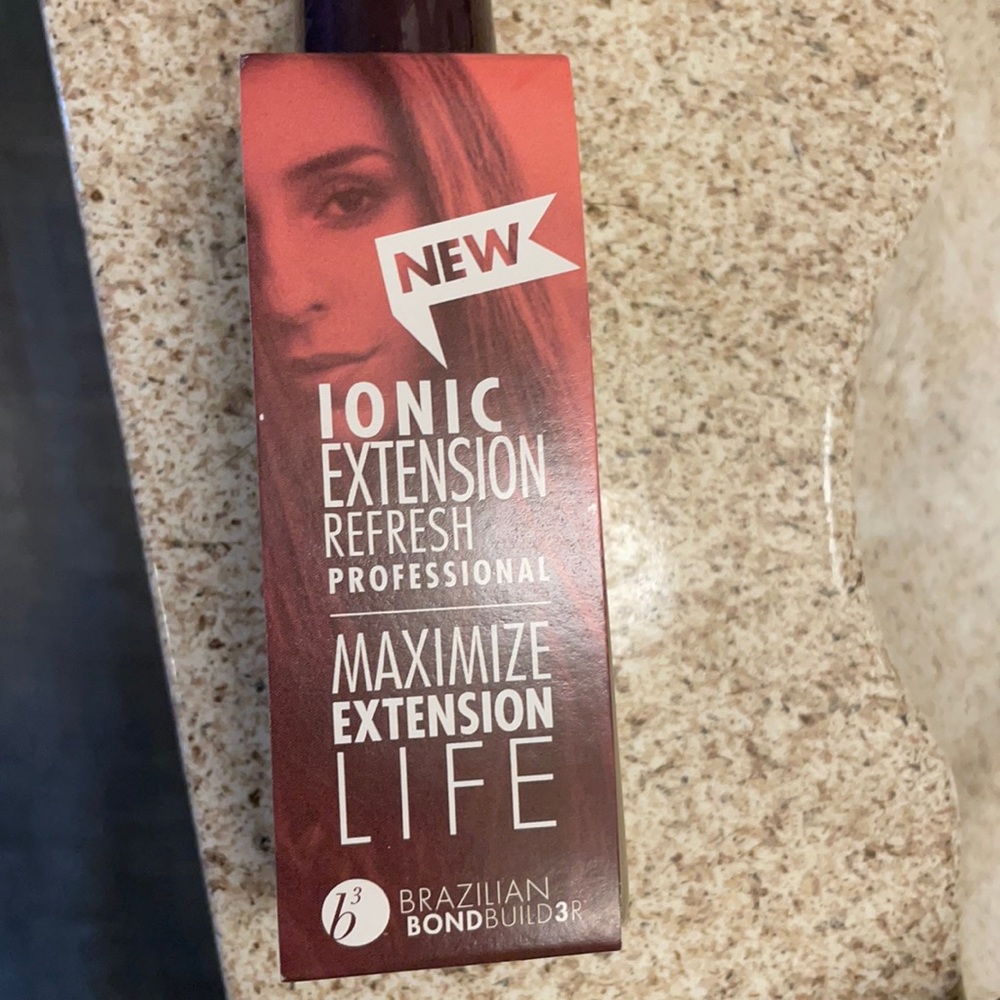 NEW
IONIC
EXTENSION
REFRESH
PROFESSIONAL
MAXIMIZE
EXTENSION
LIFE
b3
BRAZILIAN
BONDBUILD3R